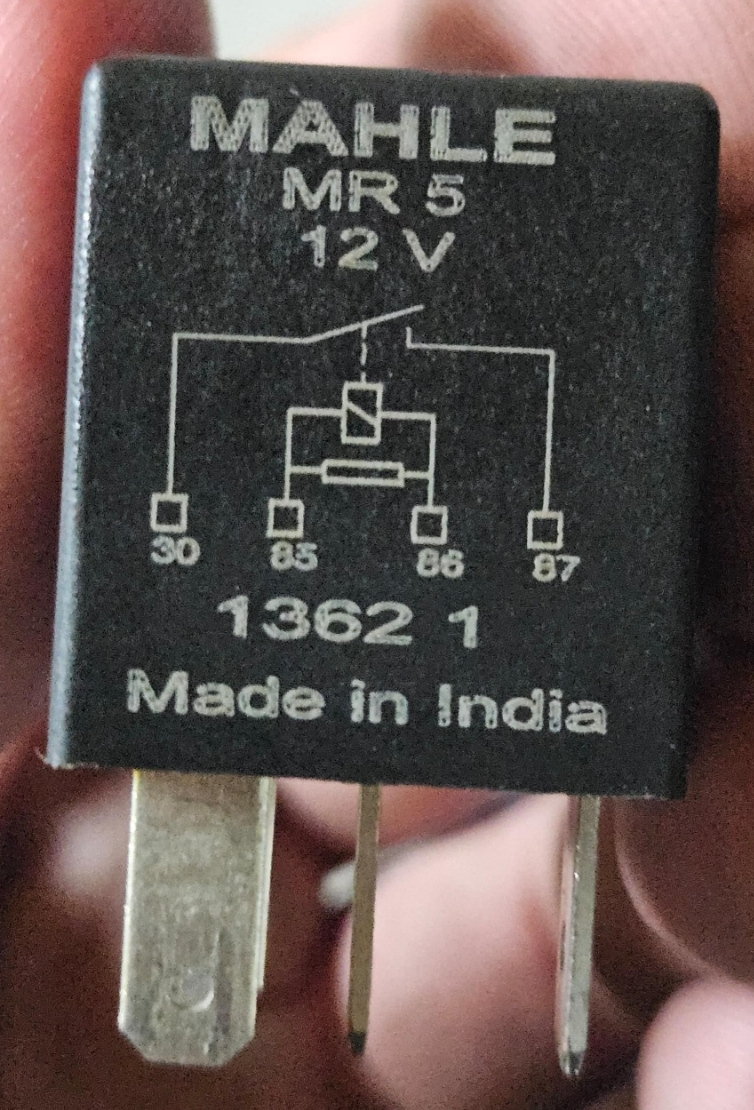 MAHLE
MR 5
12 V
30 85 86 87
1362 1
Made in India